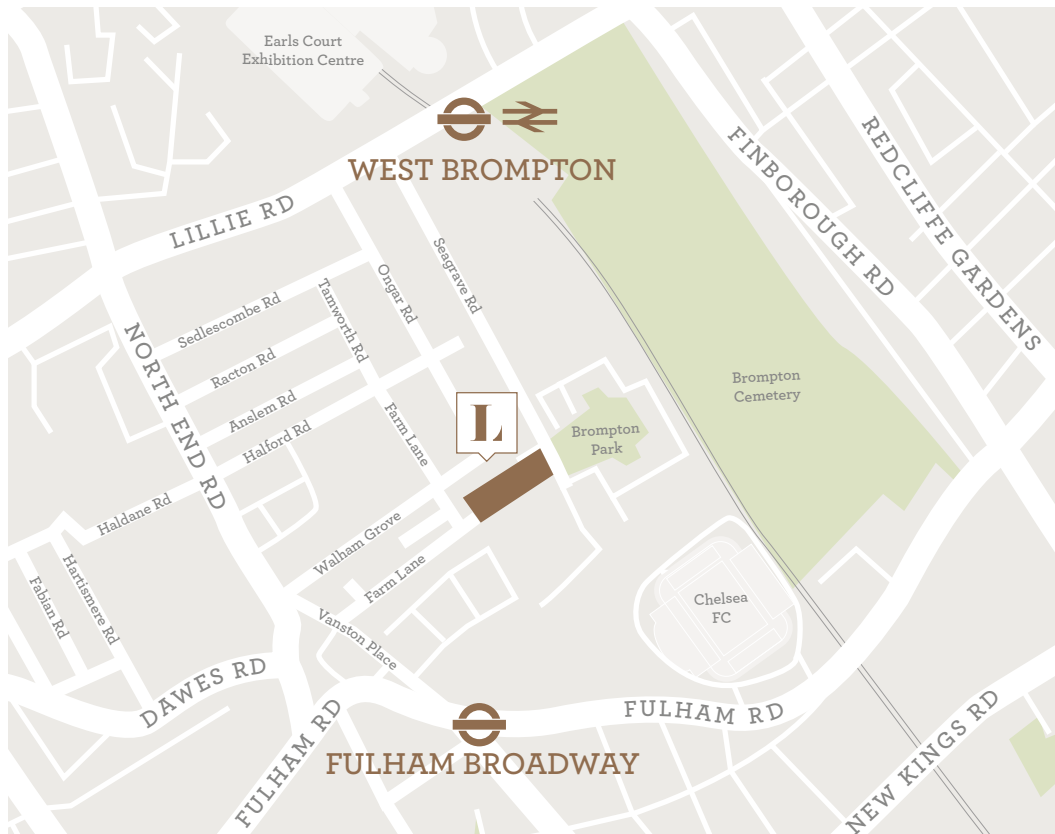 Earls Court
Exhibition Centre
WEST BROMPTON
FINBOROUGH RD
REDCLIFFE GARDENS
LILLIE RD
Seagrave Rd
Ongar Rd
Tamworth Rd
Sedlescombe Rd
NORTH END RD
Racton Rd
Anslem Rd
Halford Rd
Farm Lane
L
Brompton
Park
Brompton
Cemetery
Haldane Rd
Hartismere Rd
Fabian Rd
Walham Grove
Farm Lane
Vanston Place
Chelsea
FC
DAWES RD
FULHAM RD
FULHAM BROADWAY
FULHAM RD
NEW KINGS RD